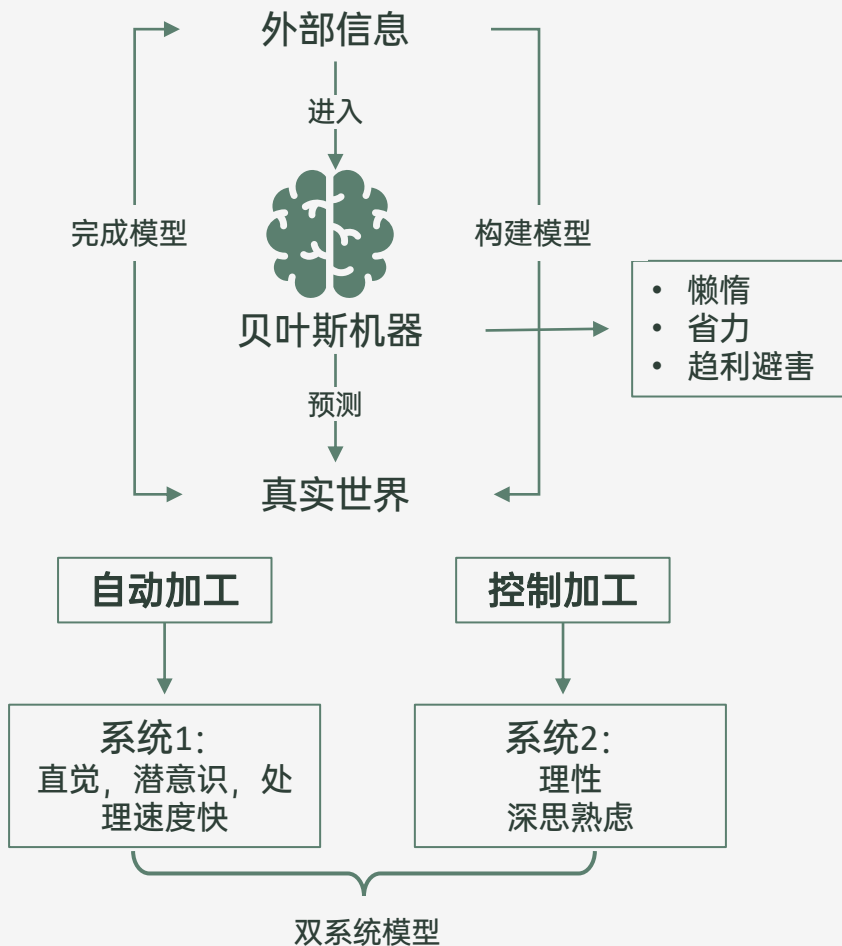 外部信息
进入
完成模型
构建模型
贝叶斯机器
• 懒惰
• 省力
• 趋利避害
预测
真实世界
自动加工
控制加工
系统1：
直觉，潜意识，处
理速度快
系统2：
理性
深思熟虑
双系统模型